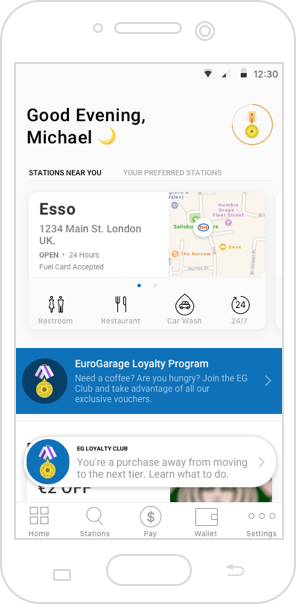 12:30
Good Evening,
Michael 🌙
STATIONS NEAR YOU
YOUR PREFERRED STATIONS
Esso
1234 Main St. London
UK.
OPEN • 24 Hours
Fuel Card Accepted
Humble
Grape -
Fleet Street
Salisbu
The Harrow
Restroom
Restaurant
Car Wash
24
24/7
EuroGarage Loyalty Program
Need a coffee? Are you hungry? Join the EG
Club and take advantage of all our
exclusive vouchers.
EG LOYALTY CLUB
You're a purchase away from moving
to the next tier. Learn what to do.
€2 OFF
Home
Stations
Pay
Wallet
Settings